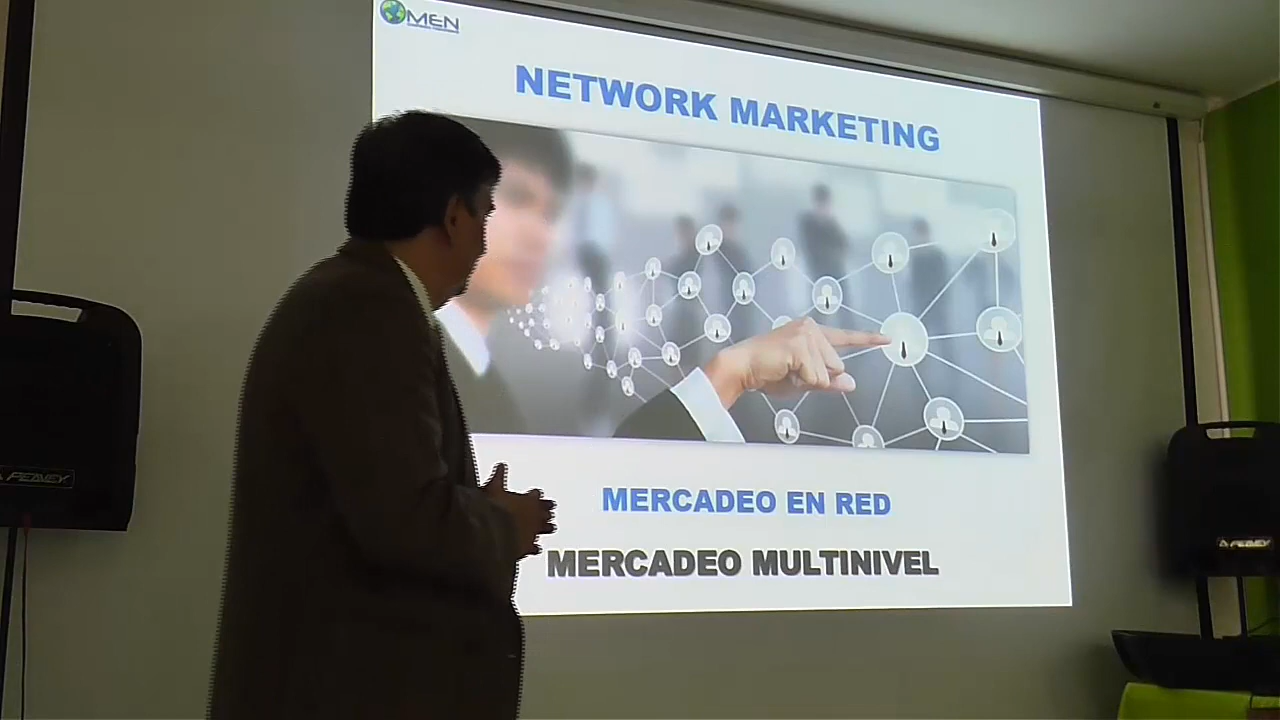 MEN
NETWORK MARKETING
MERCADEO EN RED
MERCADEO MULTINIVEL
PEAVEY
PEAVEY